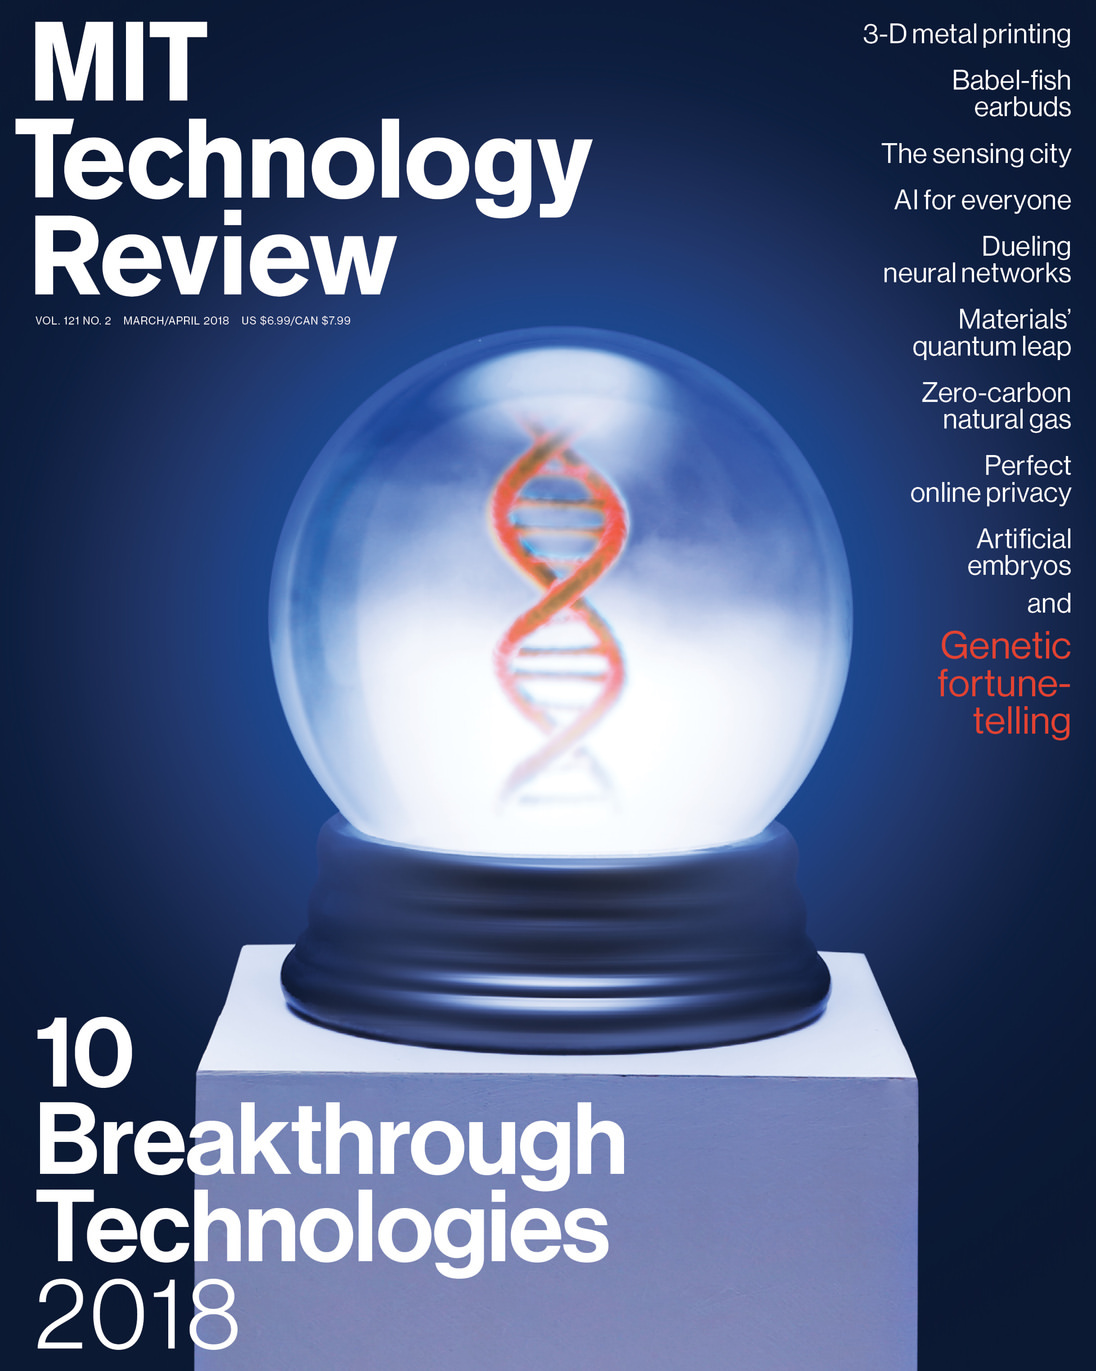 MIT
Technology
Review
VOL. 121 NO. 2 MARCH/APRIL 2018 US $6.99/CAN $7.99
3-D metal printing
Babel-fish
earbuds
The sensing city
AI for everyone
Dueling
neural networks
Materials’
quantum leap
Zero-carbon
natural gas
Perfect
online privacy
Artificial
embryos
and
Genetic
fortune-
telling
10
Breakthrough
Technologies
2018